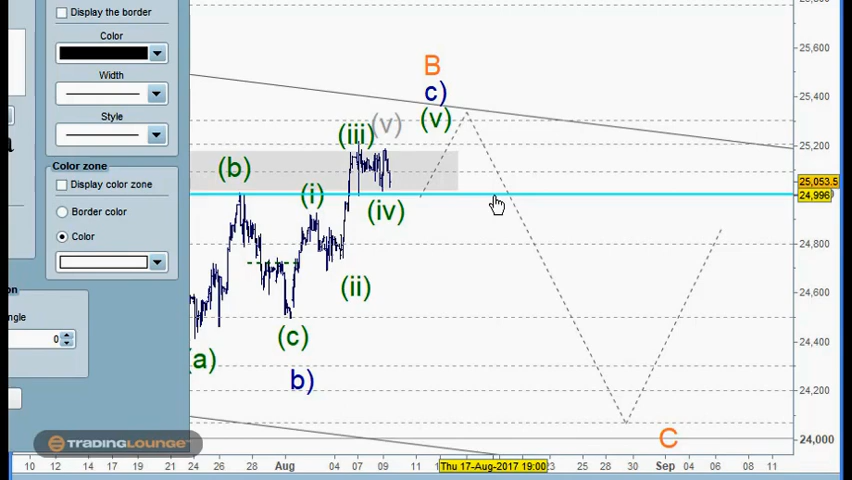 Display the border
Color
Width
Style
Color zone
Display color zone
Border color
Color
0
B
c)
(v)
(iii)
(v)
(b)
(i)
(iv)
(ii)
(c)
(a)
b)
C
25,600
25,400
25,200
25,053.5
24,996
24,800
24,600
24,400
24,200
24,000
TRADINGLOUNGE
10 12 14 17 19 21 24 26 28 Aug 04 07 09 Thu 17-Aug-2017 19:00 23 25 28 30 Sep 04 06 08 11